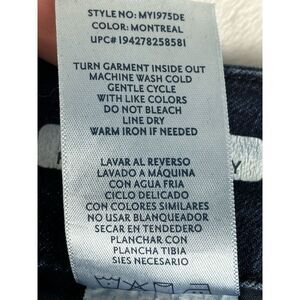 STYLE NO: MY1975DE
COLOR: MONTREAL
UPC# 194278258581
TURN GARMENT INSIDE OUT
MACHINE WASH COLD
GENTLE CYCLE
WITH LIKE COLORS
DO NOT BLEACH
LINE DRY
WARM IRON IF NEEDED
LAVAR AL REVERSO
LAVADO A MÁQUINA
CON AGUA FRIA
CICLO DELICADO
CON COLORES SIMILARES
NO USAR BLANQUEADOR
SECAR EN TENDEDERO
PLANCHAR CON
PLANCHA TIBIA
SIES NECESARIO